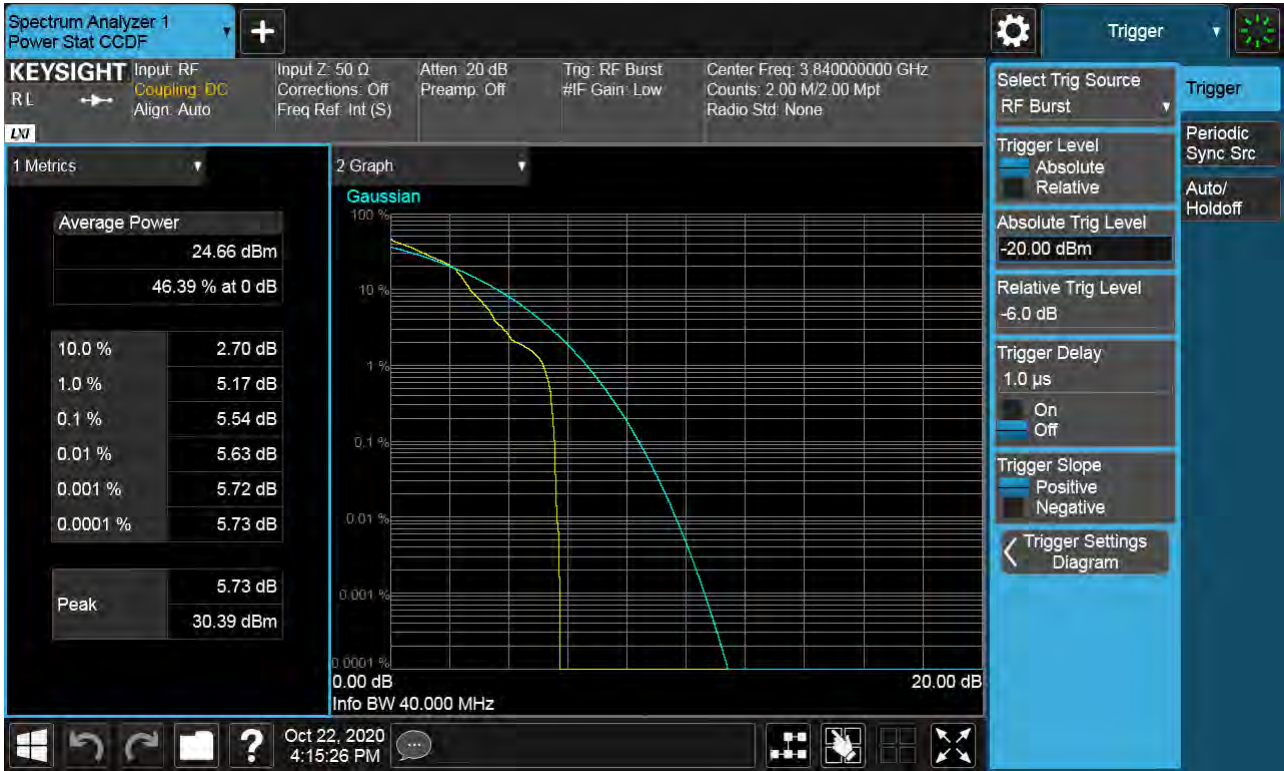 Spectrum Analyzer 1
Power Stat CCDF
Trigger
KEYSIGHT
RL
LXI
Input: RF
Coupling: DC
Align: Auto
Input Z: 50 Ω
Corrections: Off
Freq Ref: Int (S)
Atten: 20 dB
Preamp: Off
Trig: RF Burst
#IF Gain: Low
Center Freq: 3.840000000 GHz
Counts: 2.00 M/2.00 Mpt
Radio Std: None
1 Metrics
Average Power
24.66 dBm
46.39 % at 0 dB
10.0 % 2.70 dB
1.0 % 5.17 dB
0.1 % 5.54 dB
0.01 % 5.63 dB
0.001 % 5.72 dB
0.0001 % 5.73 dB
Peak
5.73 dB
30.39 dBm
2 Graph
Gaussian
100 %
10 %
1 %
0.1 %
0.01 %
0.001 %
0.0001 %
0.00 dB 20.00 dB
Info BW 40.000 MHz
Select Trig Source
RF Burst
Trigger Level
Absolute
Relative
Absolute Trig Level
-20.00 dBm
Relative Trig Level
-6.0 dB
Trigger Delay
1.0 µs
On
Off
Trigger Slope
Positive
Negative
Trigger Settings
Diagram
Trigger
Periodic
Sync Src
Auto/
Holdoff
?
Oct 22, 2020
4:15:26 PM